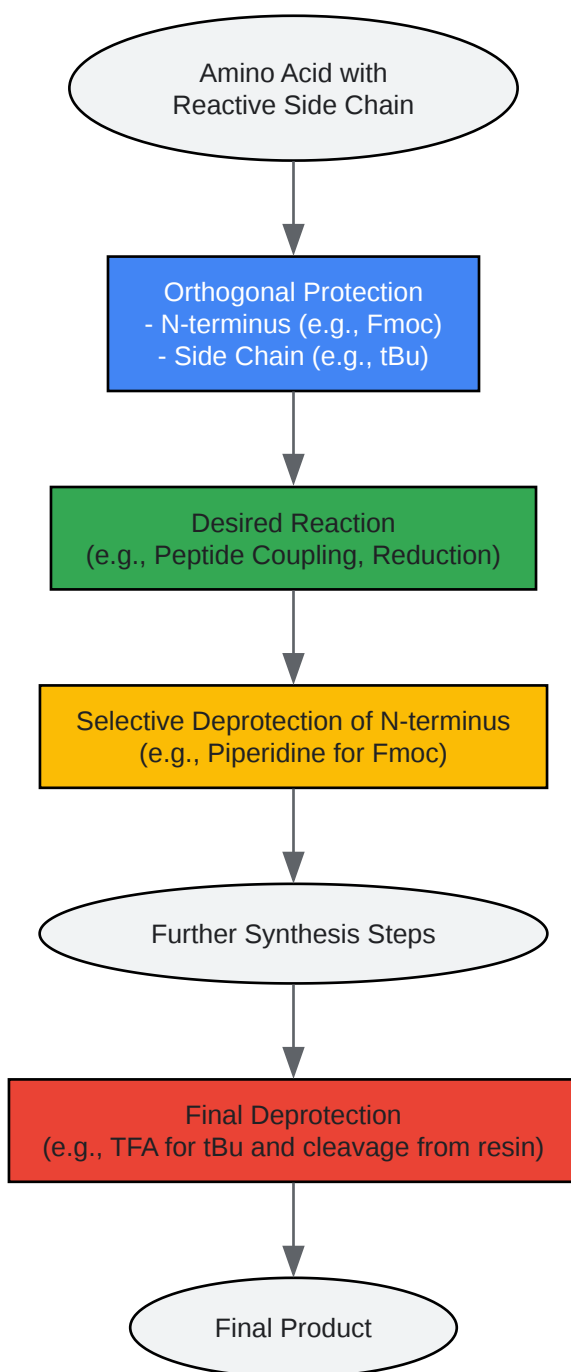 Amino Acid with
Reactive Side Chain
Orthogonal Protection
- N-terminus (e.g., Fmoc)
- Side Chain (e.g., tBu)
Desired Reaction
(e.g., Peptide Coupling, Reduction)
Selective Deprotection of N-terminus
(e.g., Piperidine for Fmoc)
Further Synthesis Steps
Final Deprotection
(e.g., TFA for tBu and cleavage from resin)
Final Product